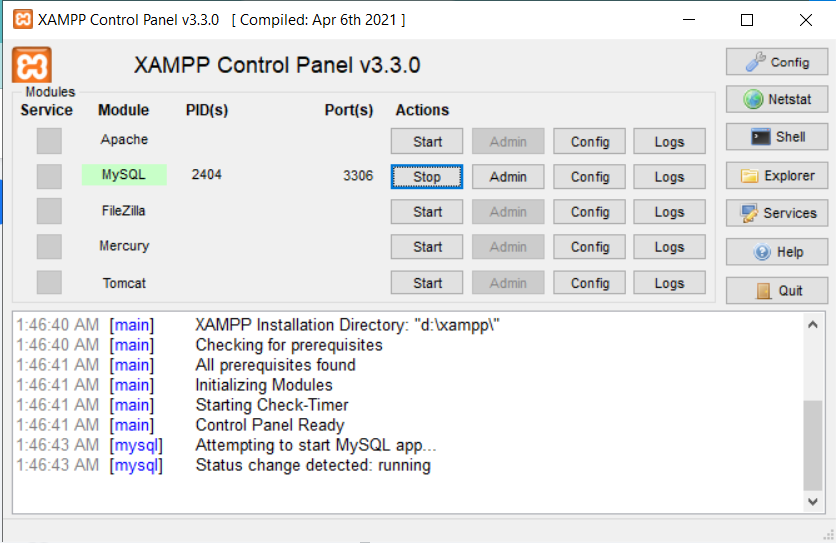 XAMPP Control Panel v3.3.0 [ Compiled: Apr 6th 2021 ]
XAMPP Control Panel v3.3.0
Config
Modules
Service Module PID(s) Port(s) Actions
Netstat
Apache Start Admin Config Logs
Shell
MySQL 2404 3306 Stop Admin Config Logs
Explorer
FileZilla Start Admin Config Logs
Services
Mercury Start Admin Config Logs
Help
Tomcat Start Admin Config Logs
Quit
1:46:40 AM [main] XAMPP Installation Directory: "d:\xampp\"
1:46:40 AM [main] Checking for prerequisites
1:46:41 AM [main] All prerequisites found
1:46:41 AM [main] Initializing Modules
1:46:41 AM [main] Starting Check-Timer
1:46:41 AM [main] Control Panel Ready
1:46:43 AM [mysql] Attempting to start MySQL app...
1:46:43 AM [mysql] Status change detected: running